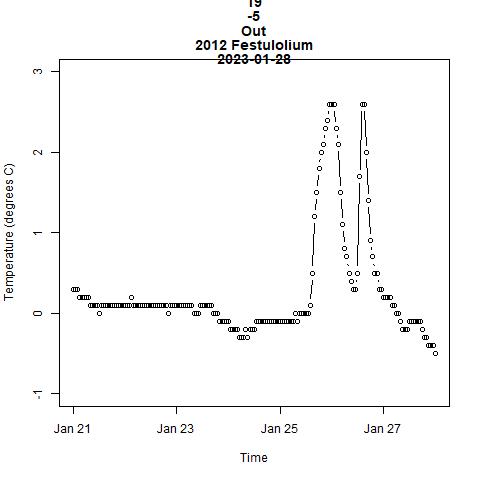 19
-5
Out
2012 Festulolium
2023-01-28
Temperature (degrees C)
3
2
1
0
-1
Jan 21 Jan 23 Jan 25 Jan 27
Time